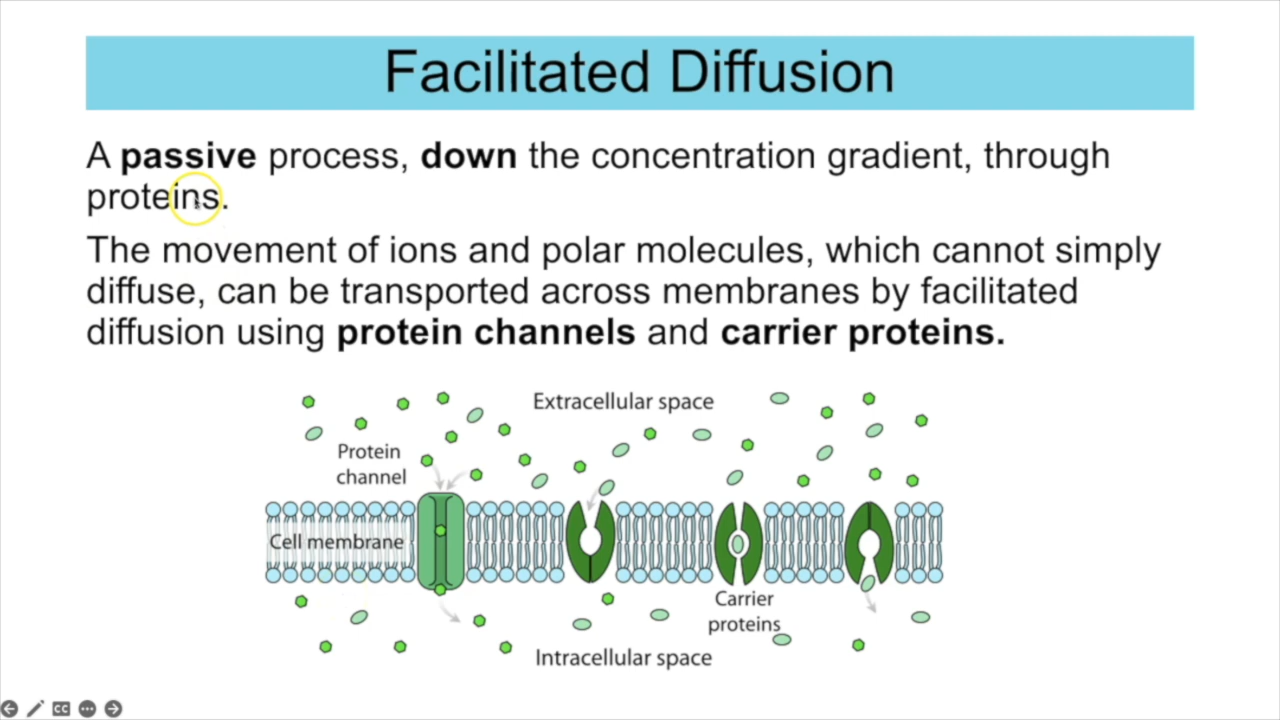 Facilitated Diffusion
A passive process, down the concentration gradient, through
proteins.
The movement of ions and polar molecules, which cannot simply
diffuse, can be transported across membranes by facilitated
diffusion using protein channels and carrier proteins.
Extracellular space
Protein
channel
Cell membrane
Carrier
proteins
Intracellular space
CC